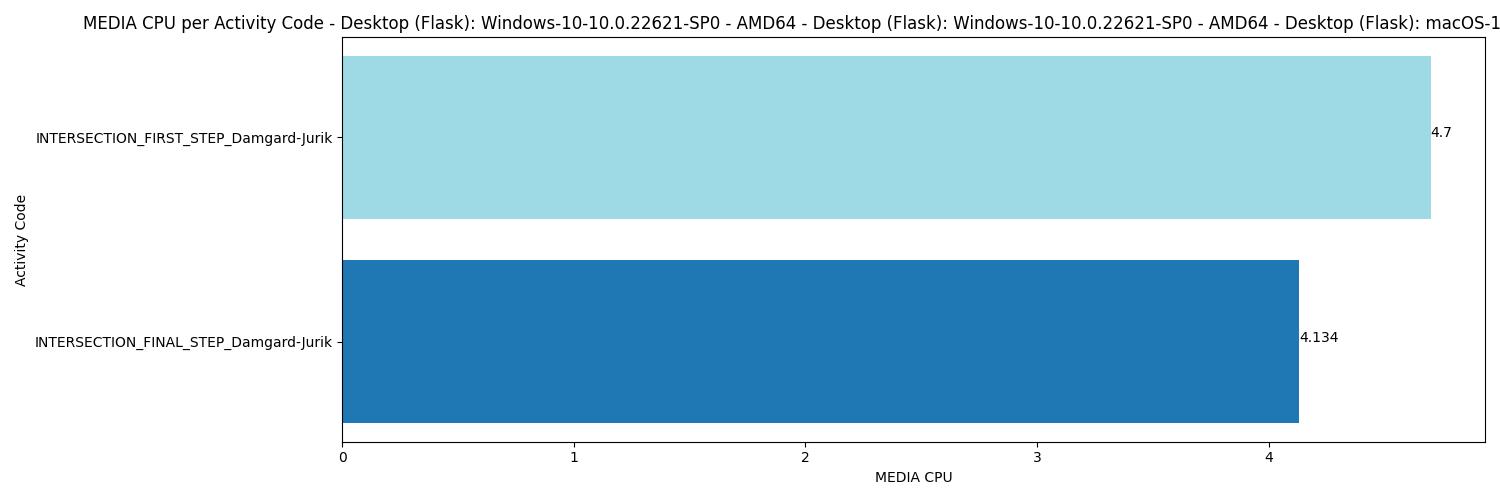 MEDIA CPU per Activity Code - Desktop (Flask): Windows-10-10.0.22621-SP0 - AMD64 - Desktop (Flask): Windows-10-10.0.22621-SP0 - AMD64 - Desktop (Flask): macOS-1
INTERSECTION_FIRST_STEP_Damgard-Jurik
4.7
Activity Code
INTERSECTION_FINAL_STEP_Damgard-Jurik
4.134
0 1 2 3 4
MEDIA CPU